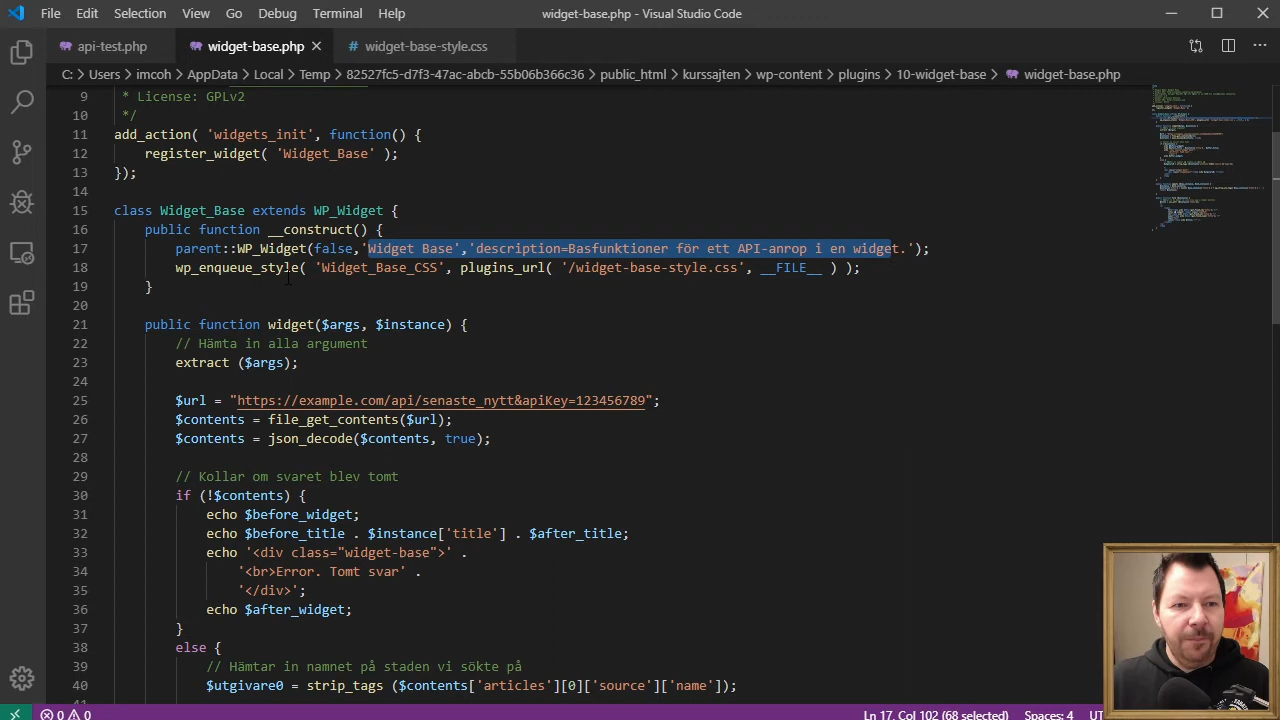 File Edit Selection View Go Debug Terminal Help widget-base.php - Visual Studio Code
api-test.php widget-base.php widget-base-style.css
C: > Users > imcoh > AppData > Local > Temp > 82527fc5-d7f3-47ac-abcb-55b06b366c36 > public_html > kurssajten > wp-content > plugins > 10-widget-base > widget-base.php
9 * License: GPLv2
10 */
11 add_action( 'widgets_init', function() {
12 register_widget( 'Widget_Base' );
13 });
14
15 class Widget_Base extends WP_Widget {
16 public function __construct() {
17 parent::WP_Widget(false,'Widget Base','description=Basfunktioner för ett API-anrop i en widget.');
18 wp_enqueue_style( 'Widget_Base_CSS', plugins_url( '/widget-base-style.css', __FILE__ ) );
19 }
20
21 public function widget($args, $instance) {
22 // Hämta in alla argument
23 extract ($args);
24
25 $url = "https://example.com/api/senaste_nytt&apiKey=123456789";
26 $contents = file_get_contents($url);
27 $contents = json_decode($contents, true);
28
29 // Kollar om svaret blev tomt
30 if (!$contents) {
31 echo $before_widget;
32 echo $before_title . $instance['title'] . $after_title;
33 echo '<div class="widget-base">' .
34 '<br>Error. Tomt svar' .
35 '</div>';
36 echo $after_widget;
37 }
38 else {
39 // Hämtar in namnet på staden vi sökte på
40 $utgivare0 = strip_tags ($contents['articles'][0]['source']['name']);
0 0 Ln 17, Col 102 (68 selected) Spaces: 4